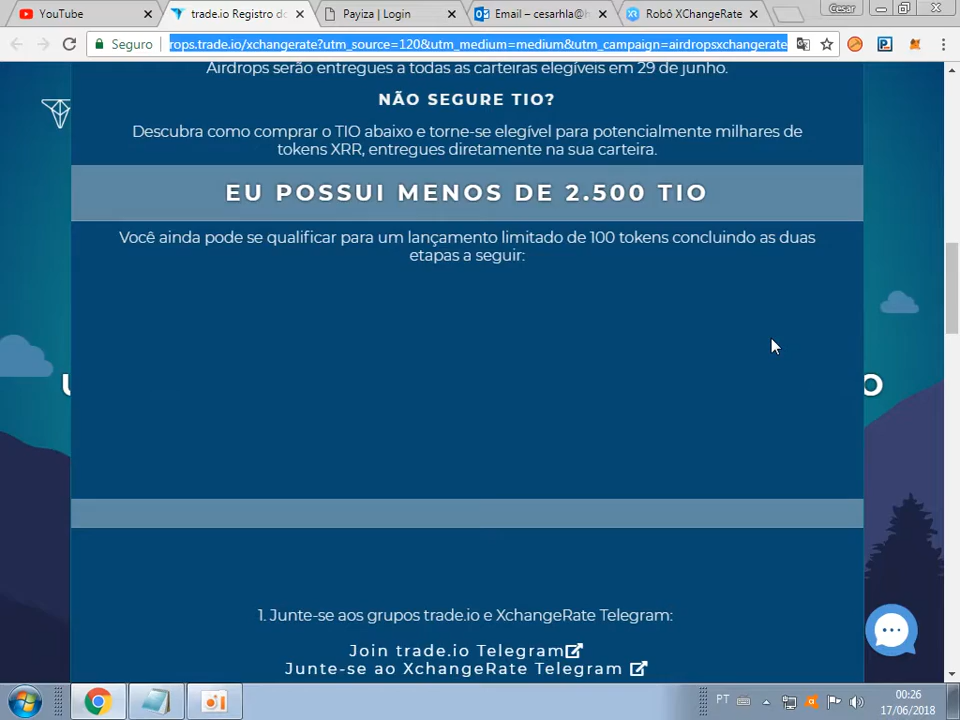 YouTube
trade.io Registro do
Payiza | Login
Email – cesarhla@h
Robô XChangeRate
Cesar
Seguro
rops.trade.io/xchangerate?utm_source=120&utm_medium=medium&utm_campaign=airdropsxchangerate
Airdrops serão entregues a todas as carteiras elegíveis em 29 de junho.
NÃO SEGURE TIO?
Descubra como comprar o TIO abaixo e torne-se elegível para potencialmente milhares de
tokens XRR, entregues diretamente na sua carteira.
EU POSSUI MENOS DE 2.500 TIO
Você ainda pode se qualificar para um lançamento limitado de 100 tokens concluindo as duas
etapas a seguir:
U
O
1. Junte-se aos grupos trade.io e XchangeRate Telegram:
Join trade.io Telegram
Junte-se ao XchangeRate Telegram
PT
00:26
17/06/2018